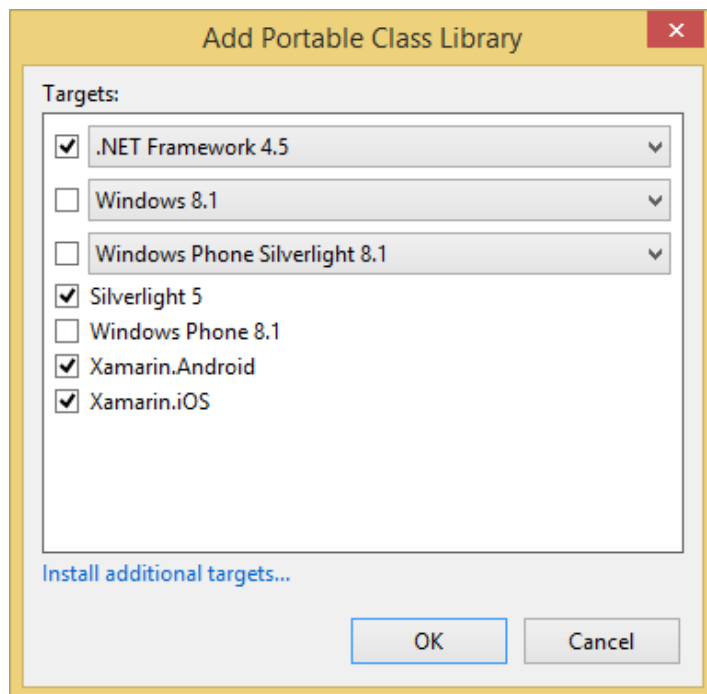 Add Portable Class Library
Targets:
.NET Framework 4.5
Windows 8.1
Windows Phone Silverlight 8.1
Silverlight 5
Windows Phone 8.1
Xamarin.Android
Xamarin.iOS
Install additional targets...
OK
Cancel